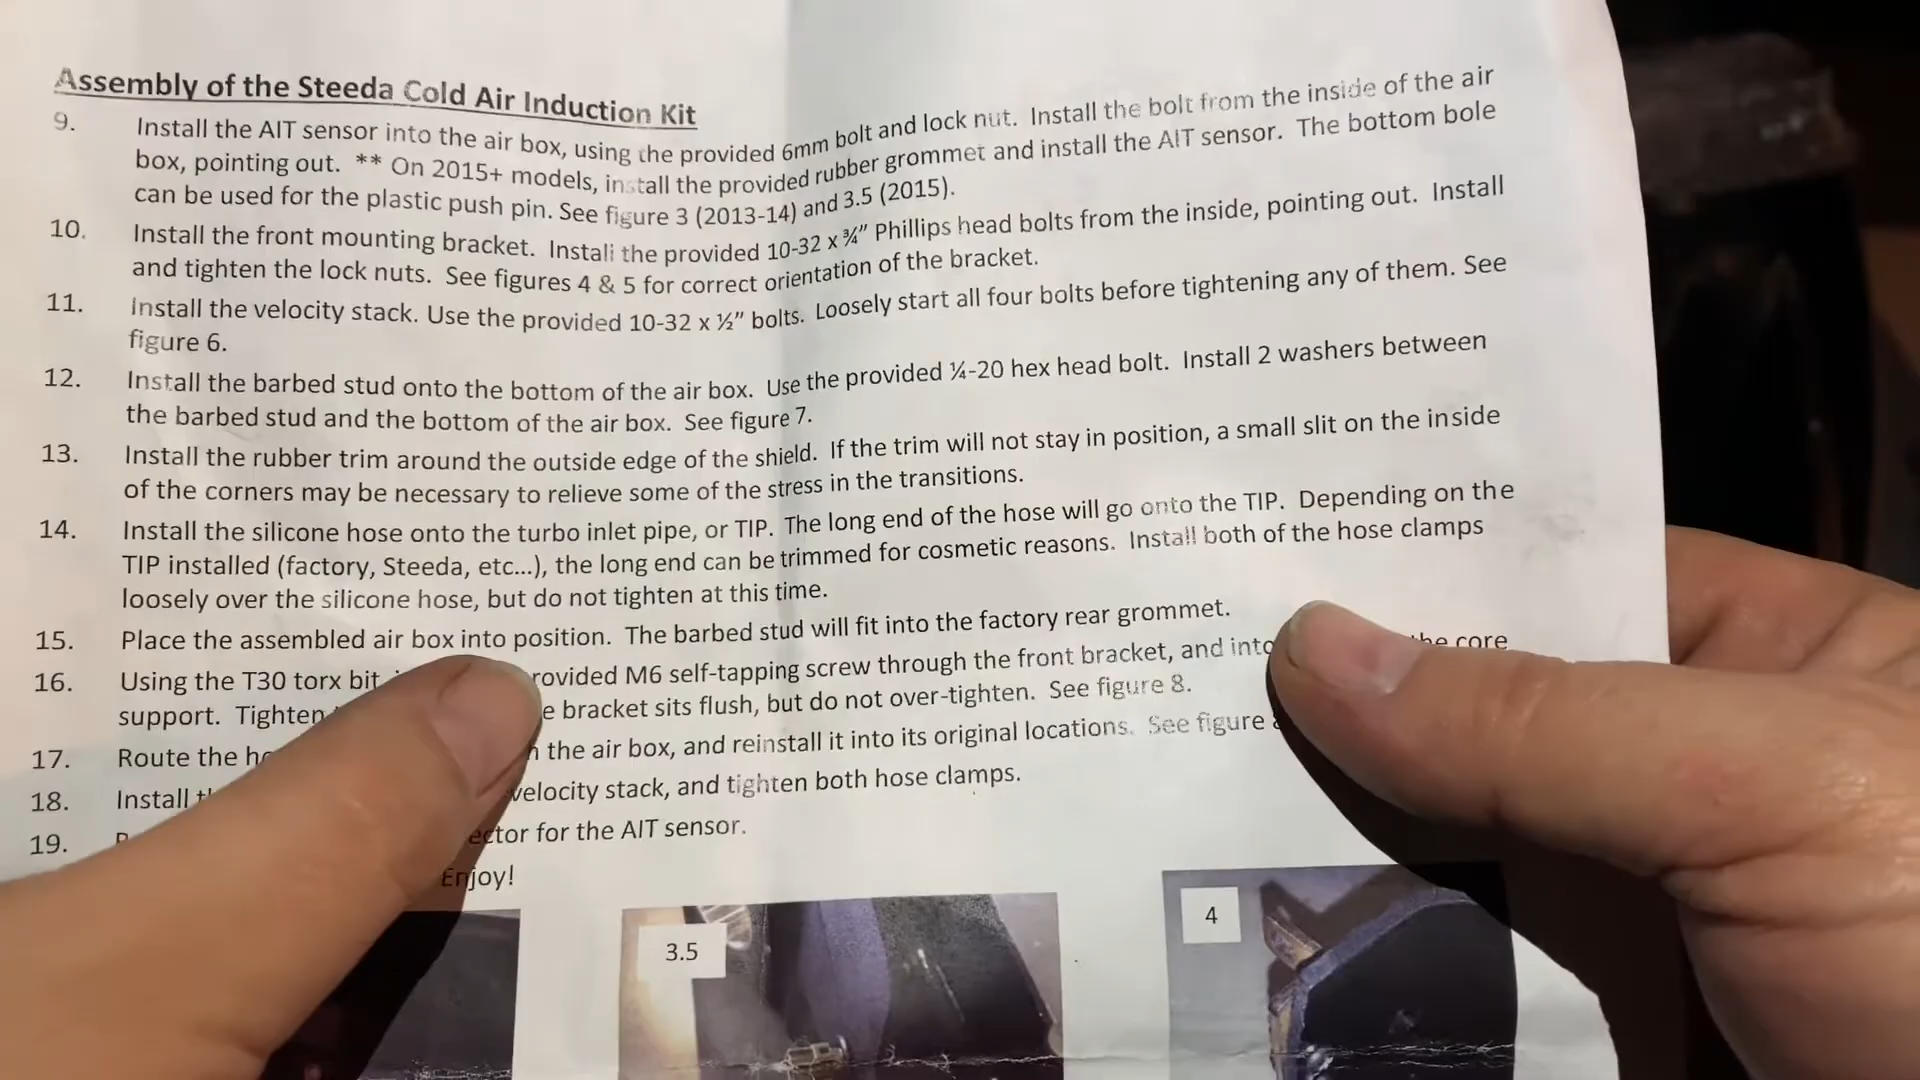 Assembly of the Steeda Cold Air Induction Kit
9. Install the AIT sensor into the air box, using the provided 6mm bolt and lock nut. Install the bolt from the inside of the air
box, pointing out. ** On 2015+ models, install the provided rubber grommet and install the AIT sensor. The bottom bole
can be used for the plastic push pin. See figure 3 (2013-14) and 3.5 (2015).
10. Install the front mounting bracket. Install the provided 10-32 x ¾” Phillips head bolts from the inside, pointing out. Install
and tighten the lock nuts. See figures 4 & 5 for correct orientation of the bracket.
11. Install the velocity stack. Use the provided 10-32 x ½” bolts. Loosely start all four bolts before tightening any of them. See
figure 6.
12. Install the barbed stud onto the bottom of the air box. Use the provided ¼-20 hex head bolt. Install 2 washers between
the barbed stud and the bottom of the air box. See figure 7.
13. Install the rubber trim around the outside edge of the shield. If the trim will not stay in position, a small slit on the inside
of the corners may be necessary to relieve some of the stress in the transitions.
14. Install the silicone hose onto the turbo inlet pipe, or TIP. The long end of the hose will go onto the TIP. Depending on the
TIP installed (factory, Steeda, etc...), the long end can be trimmed for cosmetic reasons. Install both of the hose clamps
loosely over the silicone hose, but do not tighten at this time.
15. Place the assembled air box into position. The barbed stud will fit into the factory rear grommet.
16. Using the T30 torx bit rovided M6 self-tapping screw through the front bracket, and into the core
support. Tighten bracket sits flush, but do not over-tighten. See figure 8.
17. Route the the air box, and reinstall it into its original locations. See figure
18. Install velocity stack, and tighten both hose clamps.
19. ector for the AIT sensor.
Enjoy!
3.5
4